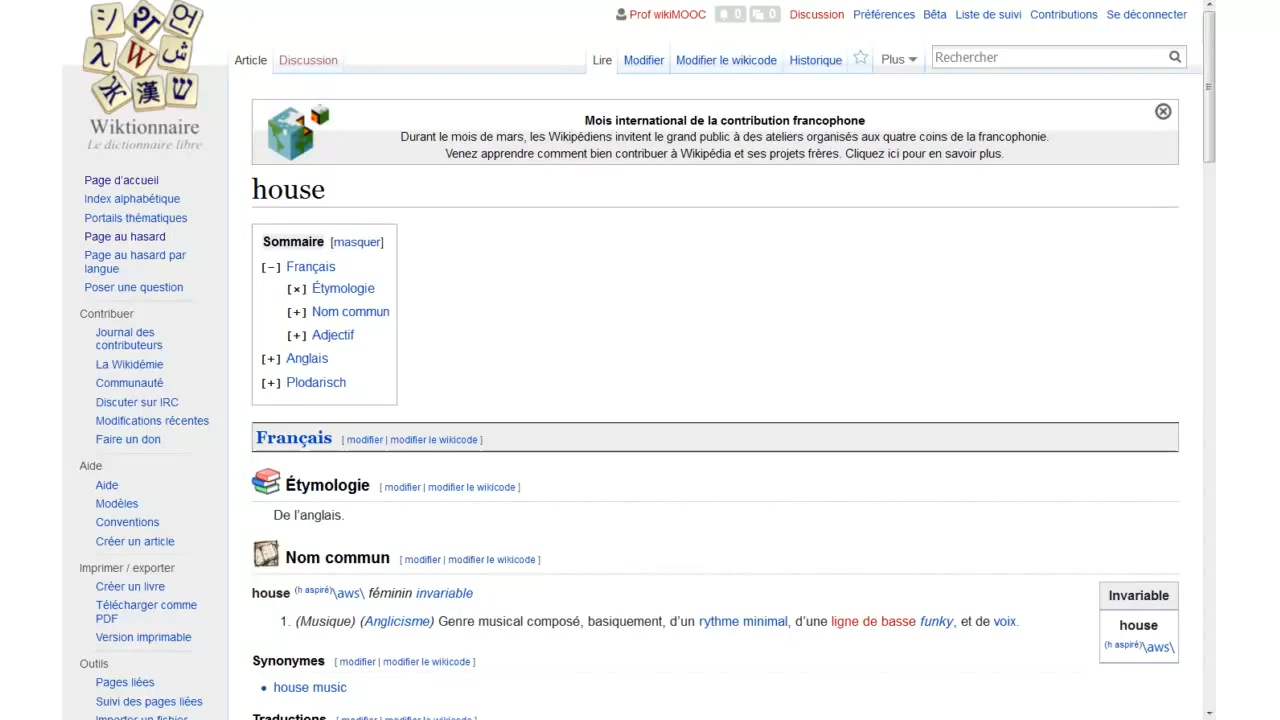 Prof wikiMOOC 0 0 Discussion Préférences Bêta Liste de suivi Contributions Se déconnecter
Article Discussion Lire Modifier Modifier le wikicode Historique Plus Rechercher
W
λ
漢
Wiktionnaire
Le dictionnaire libre
Page d'accueil
Index alphabétique
Portails thématiques
Page au hasard
Page au hasard par
langue
Poser une question
Contribuer
Journal des
contributeurs
La Wikidémie
Communauté
Discuter sur IRC
Modifications récentes
Faire un don
Aide
Aide
Modèles
Conventions
Créer un article
Imprimer / exporter
Créer un livre
Télécharger comme
PDF
Version imprimable
Outils
Pages liées
Suivi des pages liées
Importer un fichier
Mois international de la contribution francophone
Durant le mois de mars, les Wikipédiens invitent le grand public à des ateliers organisés aux quatre coins de la francophonie.
Venez apprendre comment bien contribuer à Wikipédia et ses projets frères. Cliquez ici pour en savoir plus.
house
Sommaire [masquer]
[−] Français
[×] Étymologie
[+] Nom commun
[+] Adjectif
[+] Anglais
[+] Plodarisch
Français [ modifier | modifier le wikicode ]
Étymologie [ modifier | modifier le wikicode ]
De l'anglais.
Nom commun [ modifier | modifier le wikicode ]
house (h aspiré)\aws\ féminin invariable
1. (Musique) (Anglicisme) Genre musical composé, basiquement, d'un rythme minimal, d'une ligne de basse funky, et de voix.
Invariable
house
(h aspiré)\aws\
Synonymes [ modifier | modifier le wikicode ]
• house music
Traductions [ modifier | modifier le wikicode ]